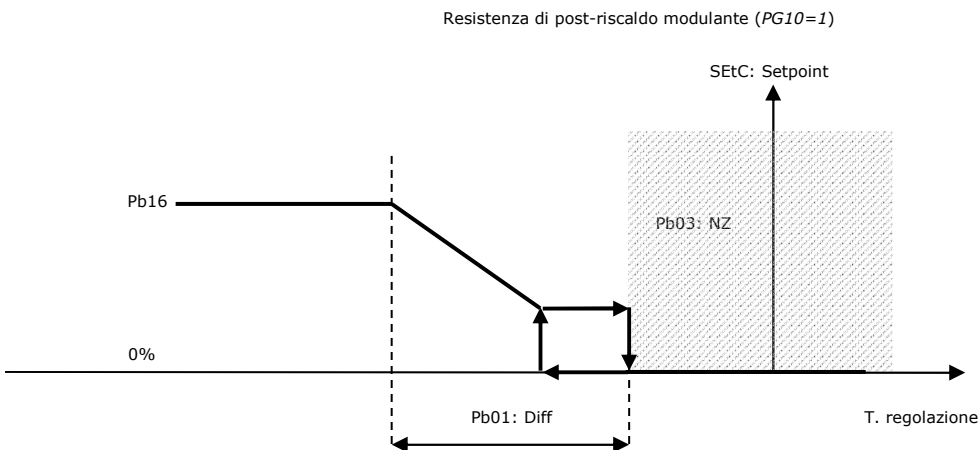 Resistenza di post-riscaldo modulante (PG10=1)
SEtC: Setpoint
Pb16
Pb03: NZ
0%
Pb01: Diff
T. regolazione